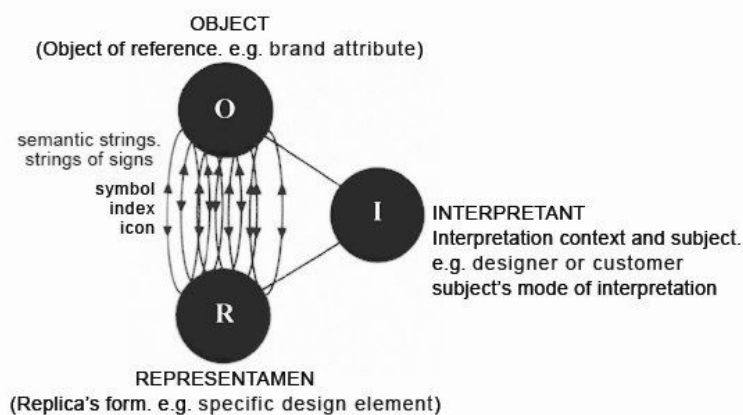 OBJECT
(Object of reference. e.g. brand attribute)
O
semantic strings.
strings of signs
symbol
index
icon
I
INTERPRETANT
Interpretation context and subject.
e.g. designer or customer
subject's mode of interpretation
R
REPRESENTAMEN
(Replica's form. e.g. specific design element)